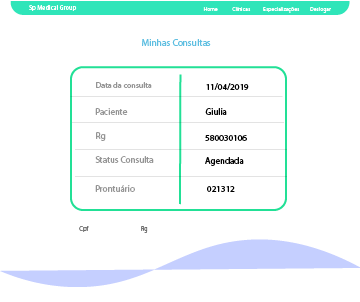 Sp Medical Group Home Clínicas Especializações Deslogar
Minhas Consultas
Data da consulta 11/04/2019
Paciente Giulia
Rg 580030106
Status Consulta Agendada
Prontuário 021312
Cpf Rg